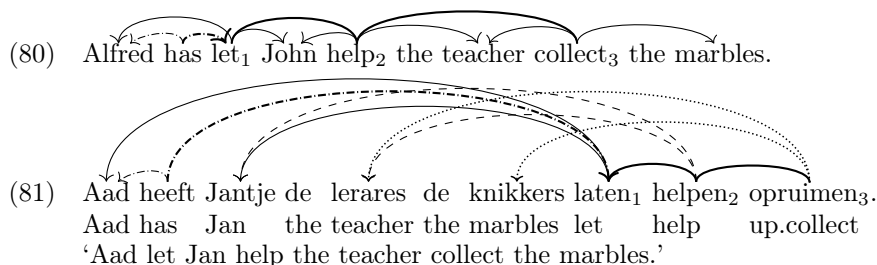 (80) Alfred has let₁ John help₂ the teacher collect₃ the marbles.
(81) Aad heeft Jantje de lerares de knikkers laten₁ helpen₂ opruimen₃.
Aad has Jan the teacher the marbles let help up.collect
‘Aad let Jan help the teacher collect the marbles.’